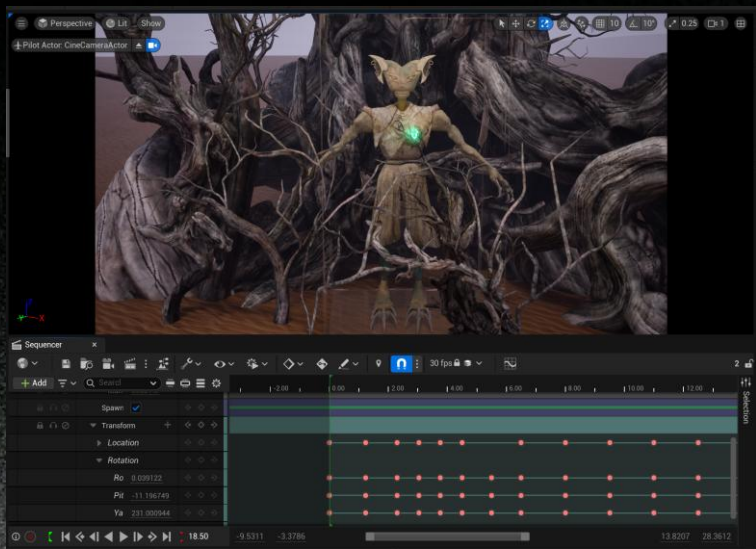 Perspective Lit Show 10 10° 0.25 1
Pilot Actor: CineCameraActor
Sequencer
30 fps 2
+ Add Search -2.00 0.00 2.00 4.00 6.00 8.00 10.00 12.00 Selection
Spawn
Transform
Location
Rotation
Ro 0.039122
Pit -11.196749
Ya 231.000944
18.50 -9.5311 -3.3786 13.8207 28.3612